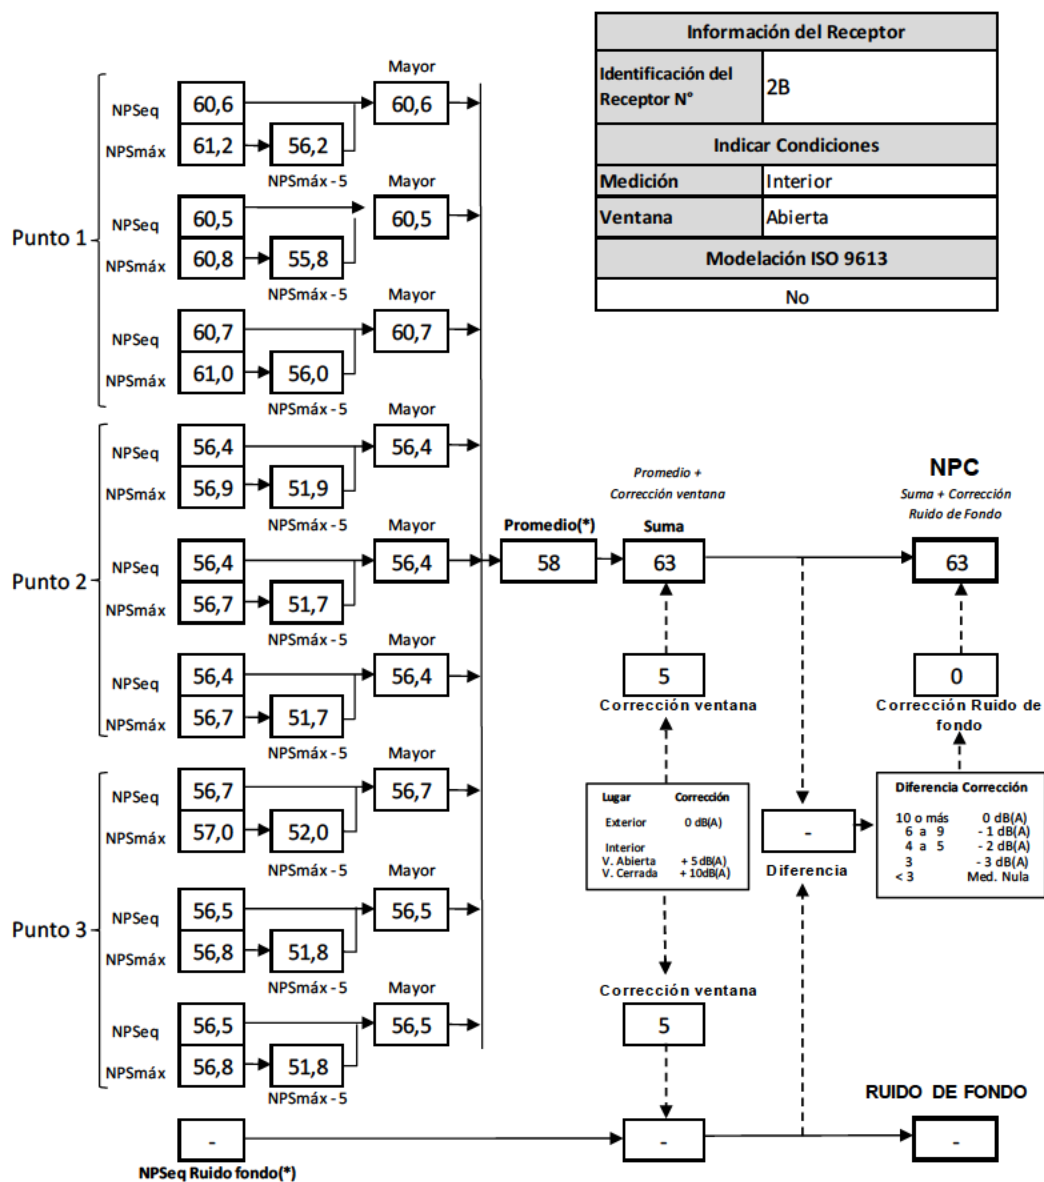 Información del Receptor
Identificación del
Receptor N°
2B
Indicar Condiciones
Medición
Interior
Ventana
Abierta
Modelación ISO 9613
No
Punto 1
Mayor
NPSeq
60,6
60,6
NPSmáx
61,2
56,2
NPSmáx - 5
Mayor
NPSeq
60,5
60,5
NPSmáx
60,8
55,8
NPSmáx - 5
Mayor
NPSeq
60,7
60,7
NPSmáx
61,0
56,0
NPSmáx - 5
Punto 2
Mayor
NPSeq
56,4
56,4
NPSmáx
56,9
51,9
NPSmáx - 5
Mayor
NPSeq
56,4
56,4
NPSmáx
56,7
51,7
NPSmáx - 5
Mayor
NPSeq
56,4
56,4
NPSmáx
56,7
51,7
NPSmáx - 5
Punto 3
Mayor
NPSeq
56,7
56,7
NPSmáx
57,0
52,0
NPSmáx - 5
Mayor
NPSeq
56,5
56,5
NPSmáx
56,8
51,8
NPSmáx - 5
Mayor
NPSeq
56,5
56,5
NPSmáx
56,8
51,8
NPSmáx - 5
-
NPSeq Ruido fondo(*)
Promedio(*)
58
Promedio +
Corrección ventana
Suma
63
5
Corrección ventana
Lugar Corrección
Exterior 0 dB(A)
Interior
V. Abierta + 5 dB(A)
V. Cerrada + 10dB(A)
Corrección ventana
5
-
-
Diferencia
NPC
Suma + Corrección
Ruido de Fondo
63
0
Corrección Ruido de
fondo
Diferencia Corrección
10 o más 0 dB(A)
6 a 9 - 1 dB(A)
4 a 5 - 2 dB(A)
3 - 3 dB(A)
< 3 Med. Nula
RUIDO DE FONDO
-